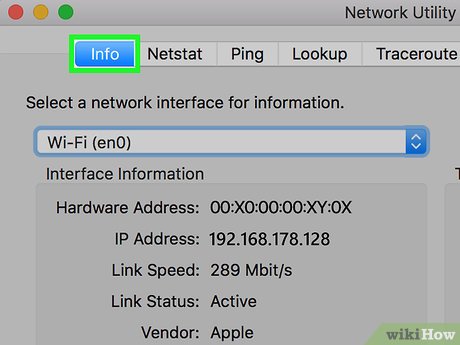 Network Utility
Info Netstat Ping Lookup Traceroute
Select a network interface for information.
Wi-Fi (en0)
Interface Information
Hardware Address: 00:X0:00:00:XY:0X
IP Address: 192.168.178.128
Link Speed: 289 Mbit/s
Link Status: Active
Vendor: Apple
wikiHow